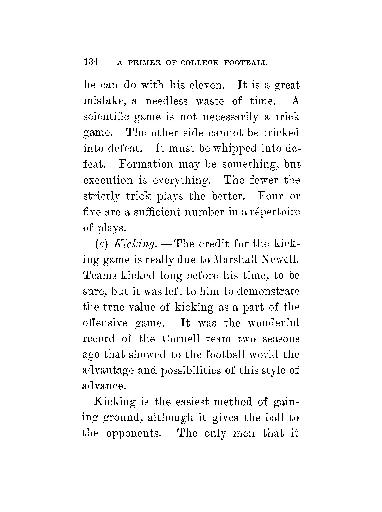 134 A PRIMER OF COLLEGE FOOTBALL
he can do with his eleven. It is a great
mistake, a needless waste of time. A
scientific game is not necessarily a trick
game. The other side cannot be tricked
into defeat. It must be whipped into de-
feat. Formation may be something, but
execution is everything. The fewer the
strictly trick plays the better. Four or
five are a sufficient number in a répertoire
of plays.
(c) Kicking. —The credit for the kick-
ing game is really due to Marshall Newell.
Teams kicked long before his time, to be
sure, but it was left to him to demonstrate
the true value of kicking as a part of the
offensive game. It was the wonderful
record of the Cornell team two seasons
ago that showed to the football world the
advantage and possibilities of this style of
advance.
Kicking is the easiest method of gain-
ing ground, although it gives the ball to
the opponents. The only men that it